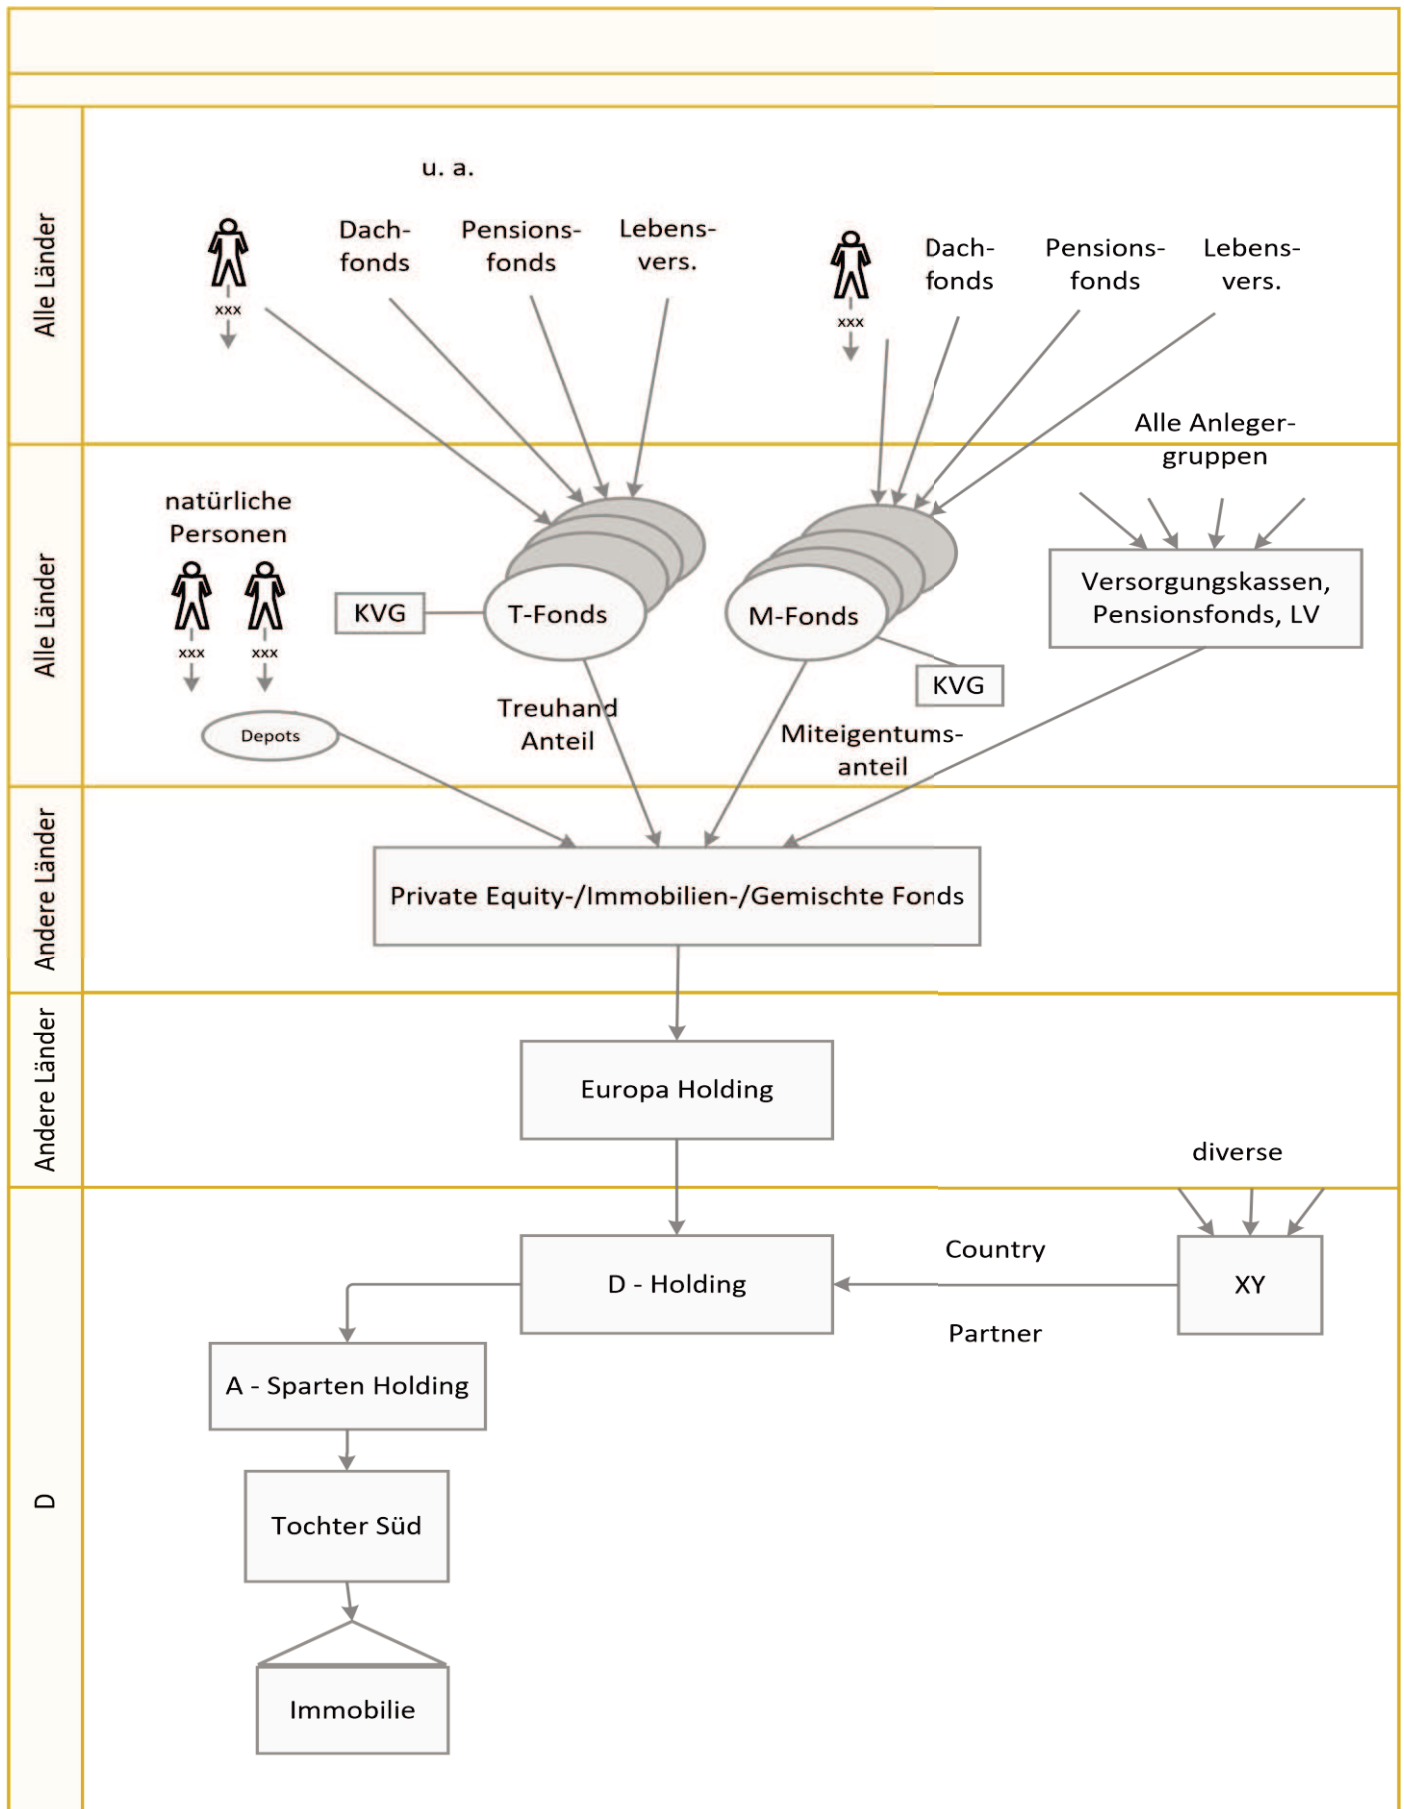 Alle Länder
u. a.
xxx
Dach-
fonds
Pensions-
fonds
Lebens-
vers.
xxx
Dach-
fonds
Pensions-
fonds
Lebens-
vers.
Alle Anleger-
gruppen
Alle Länder
natürliche
Personen
xxx
xxx
Depots
KVG
T-Fonds
M-Fonds
KVG
Versorgungskassen,
Pensionsfonds, LV
Treuhand
Anteil
Miteigentums-
anteil
Andere Länder
Private Equity-/Immobilien-/Gemischte Fonds
Andere Länder
Europa Holding
diverse
D
D - Holding
Country
Partner
XY
A - Sparten Holding
Tochter Süd
Immobilie